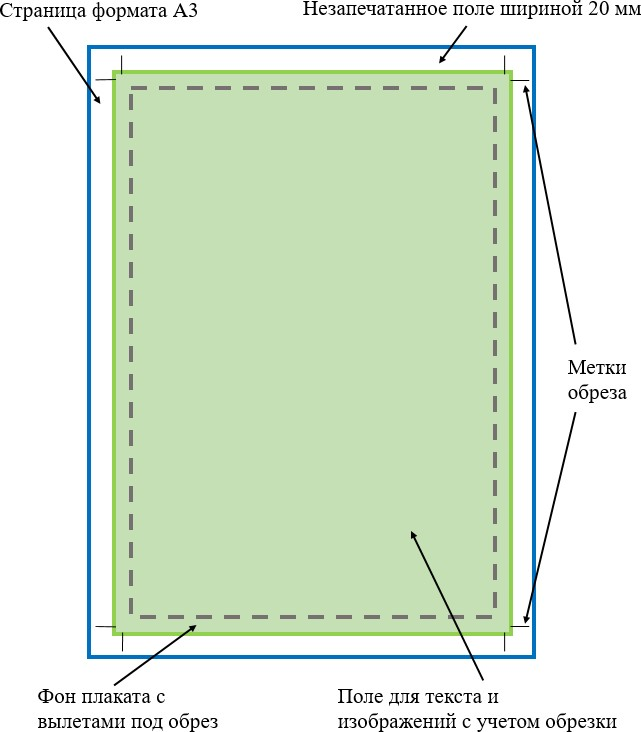 Страница формата А3
Незапечатанное поле шириной 20 мм
Метки
обреза
Фон плаката с
вылетами под обрез
Поле для текста и
изображений с учетом обрезки